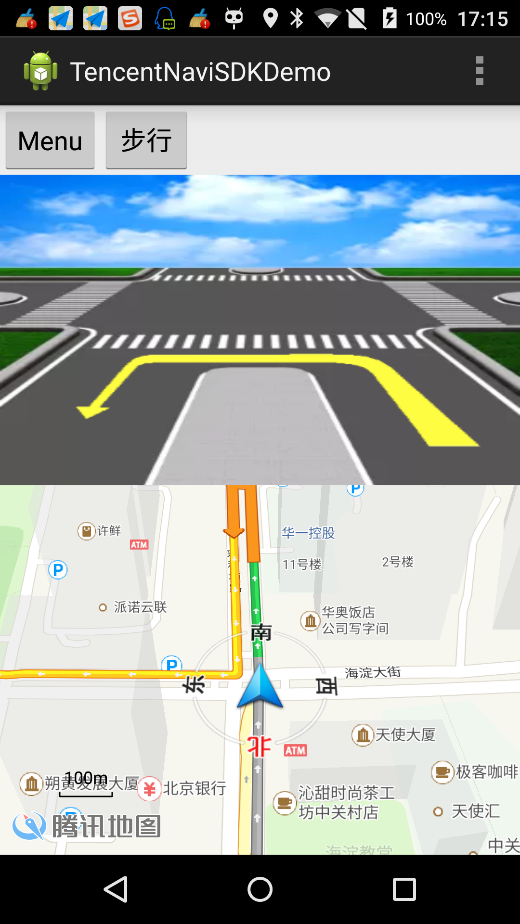 100%
17:15
TencentNaviSDKDemo
Menu
步行
P
许鲜
华一控股
ATM
P
11号楼
2号楼
派诺云联
华奥饭店
公司写字间
南
P
海淀大街
东
西
北
ATM
天使大厦
极客咖啡
100m
朔黄发展大厦
北京银行
沁甜时尚茶工
坊中关村店
天使汇
腾讯地图
海淀教堂
中关